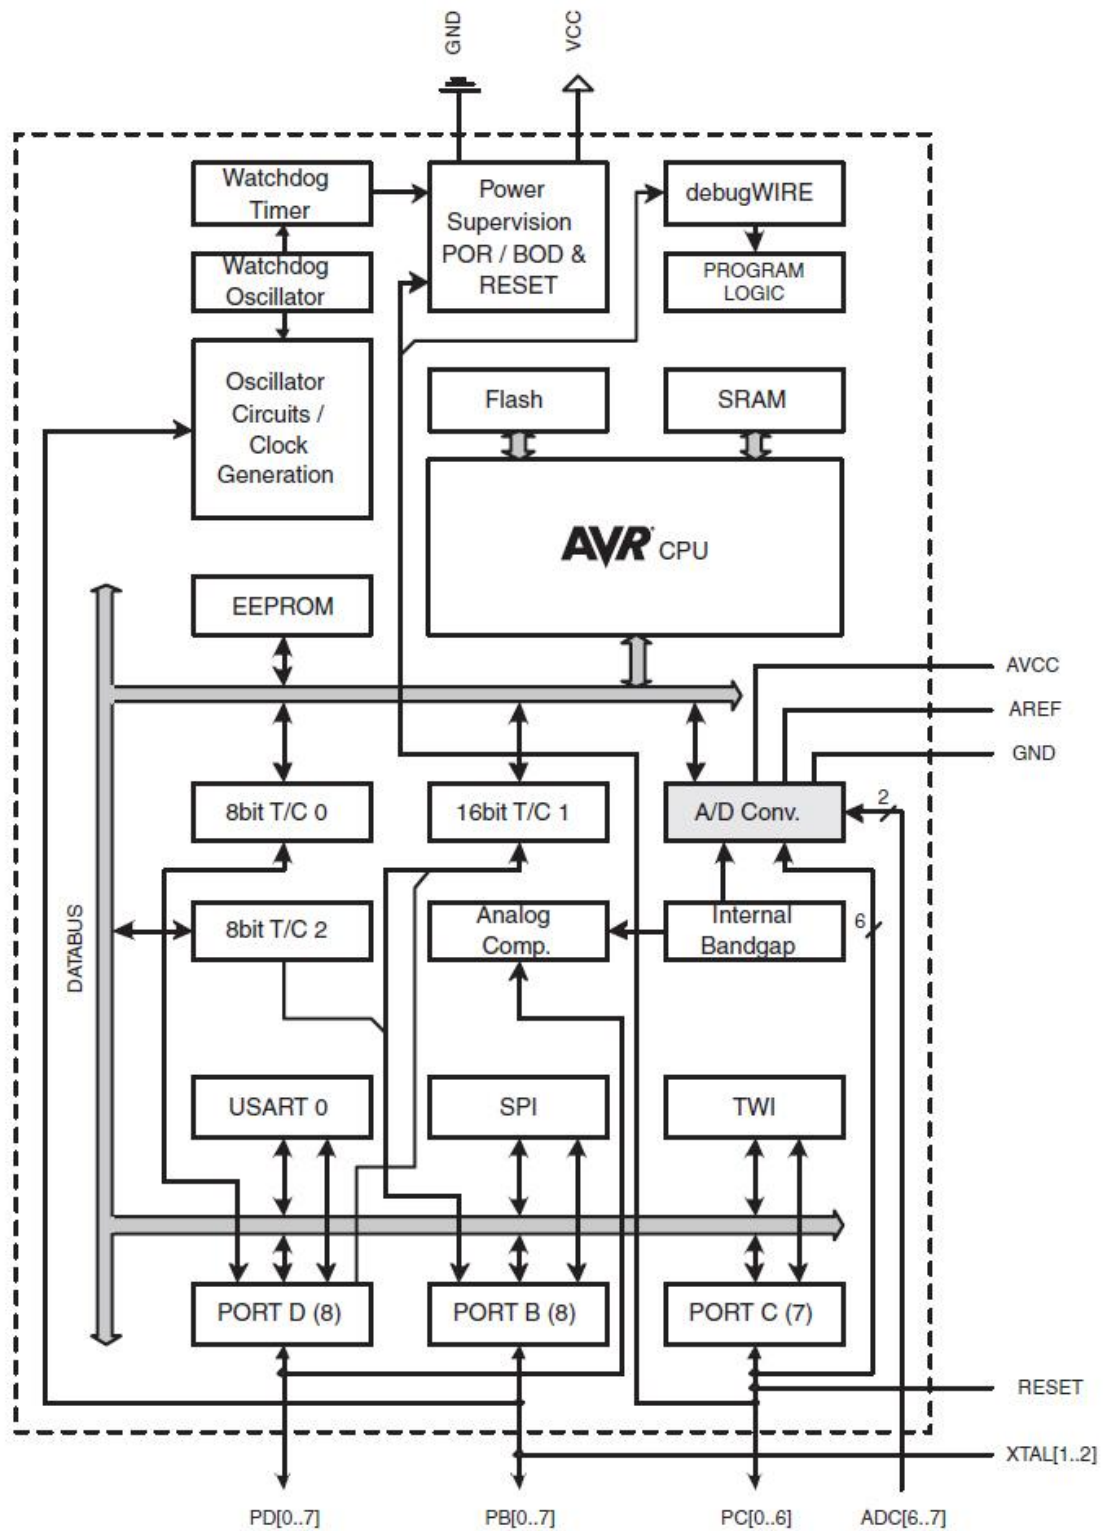 GND
VCC
Watchdog
Timer
Power
Supervision
POR / BOD &
RESET
debugWIRE
Watchdog
Oscillator
PROGRAM
LOGIC
Oscillator
Circuits /
Clock
Generation
Flash
SRAM
AVR CPU
EEPROM
AVCC
AREF
GND
8bit T/C 0
16bit T/C 1
A/D Conv.
2
DATABUS
8bit T/C 2
Analog
Comp.
Internal
Bandgap
6
USART 0
SPI
TWI
PORT D (8)
PORT B (8)
PORT C (7)
RESET
XTAL[1..2]
PD[0..7]
PB[0..7]
PC[0..6]
ADC[6..7]